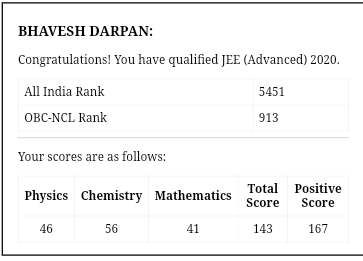 BHAVESH DARPAN:
Congratulations! You have qualified JEE (Advanced) 2020.
All India Rank 5451
OBC-NCL Rank 913
Your scores are as follows:
Physics Chemistry Mathematics Total Score Positive Score
46 56 41 143 167